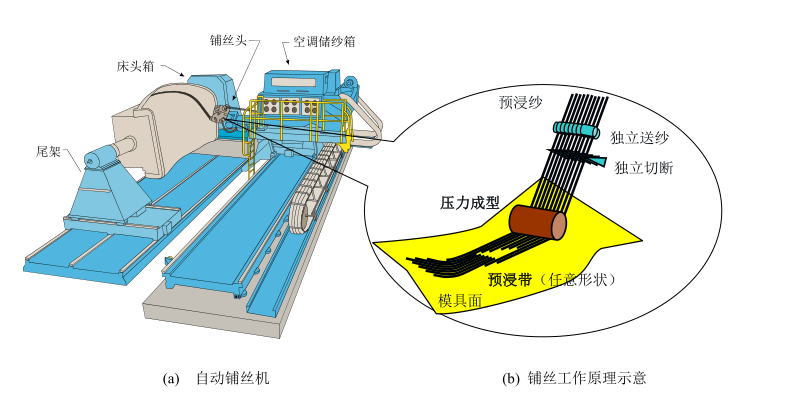 铺丝头
空调储纱箱
床头箱
尾架
预浸纱
独立送纱
独立切断
压力成型
预浸带（任意形状）
模具面
(a) 自动铺丝机
(b) 铺丝工作原理示意